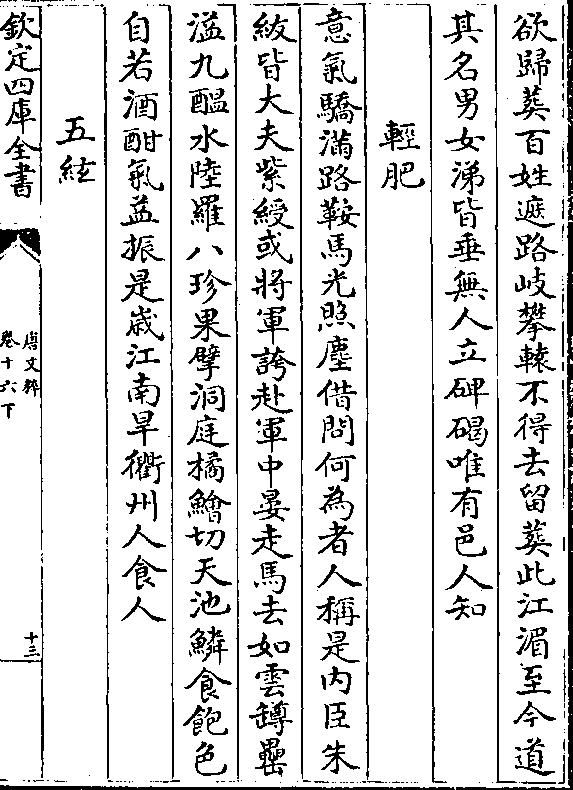 欲歸葬百姓遮路岐攀轅不得去留葬此江湄至今道
其名男女涕皆垂無人立碑碣唯有邑人知
輕肥
意氣驕滿路鞍馬光照塵借問何為者人稱是内臣朱
紱皆大夫紫綬或將軍誇赴軍中晏走馬去如雲罇罍
溢九醖水陸羅八珍果擘洞庭橘鱠切天池鱗食飽色
自若酒酣氣益振是歳江南旱衢州人食人
五絃
欽定四庫全書
唐文粹
卷十六下
十三